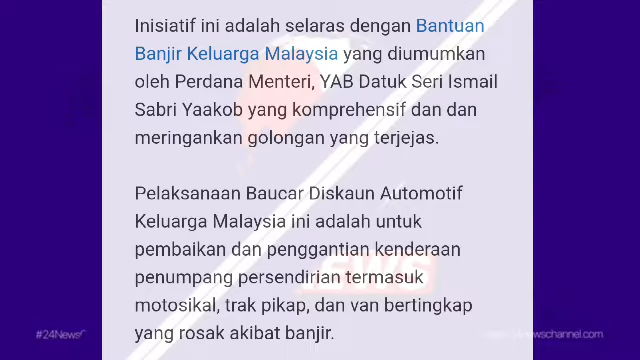 Inisiatif ini adalah selaras dengan Bantuan
Banjir Keluarga Malaysia yang diumumkan
oleh Perdana Menteri, YAB Datuk Seri Ismail
Sabri Yaakob yang komprehensif dan dan
meringankan golongan yang terjejas.
Pelaksanaan Baucar Diskaun Automotif
Keluarga Malaysia ini adalah untuk
pembaikan dan penggantian kenderaan
penumpang persendirian termasuk
motosikal, trak pikap, dan van bertingkap
yang rosak akibat banjir.